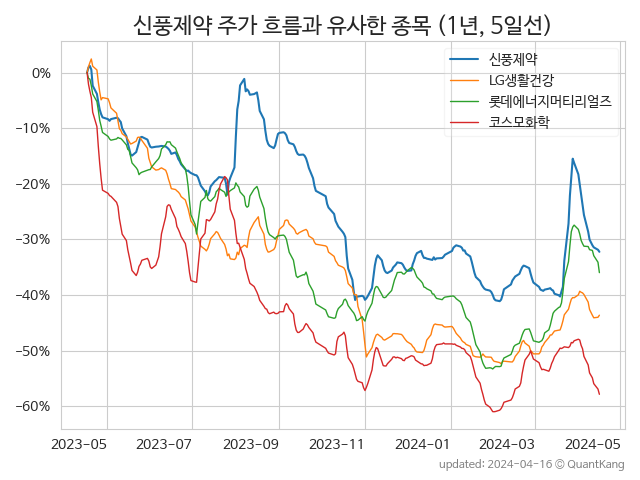 신풍제약 주가 흐름과 유사한 종목 (1년, 5일선)
신풍제약
LG생활건강
롯데에너지머티리얼즈
코스모화학
0%
−10%
−20%
−30%
−40%
−50%
−60%
2023-05 2023-07 2023-09 2023-11 2024-01 2024-03 2024-05
updated: 2024-04-16 © QuantKang